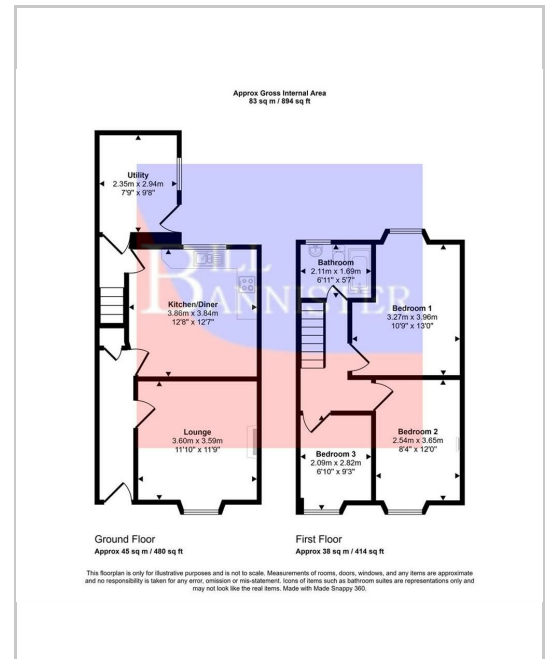 Approx Gross Internal Area
83 sq m / 894 sq ft
Utility
2.35m x 2.94m
7'9" x 9'8"
Kitchen/Diner
3.86m x 3.84m
12'8" x 12'7"
Lounge
3.60m x 3.59m
11'10" x 11'9"
Bathroom
2.11m x 1.69m
6'11" x 5'7"
Bedroom 1
3.27m x 3.96m
10'9" x 13'0"
Bedroom 2
2.54m x 3.65m
8'4" x 12'0"
Bedroom 3
2.09m x 2.82m
6'10" x 9'3"
BILL
BANNISTER
Ground Floor
Approx 45 sq m / 480 sq ft
First Floor
Approx 38 sq m / 414 sq ft
This floorplan is only for illustrative purposes and is not to scale. Measurements of rooms, doors, windows, and any items are approximate
and no responsibility is taken for any error, omission or mis-statement. Icons of items such as bathroom suites are representations only and
may not look like the real items. Made with Made Snappy 360.